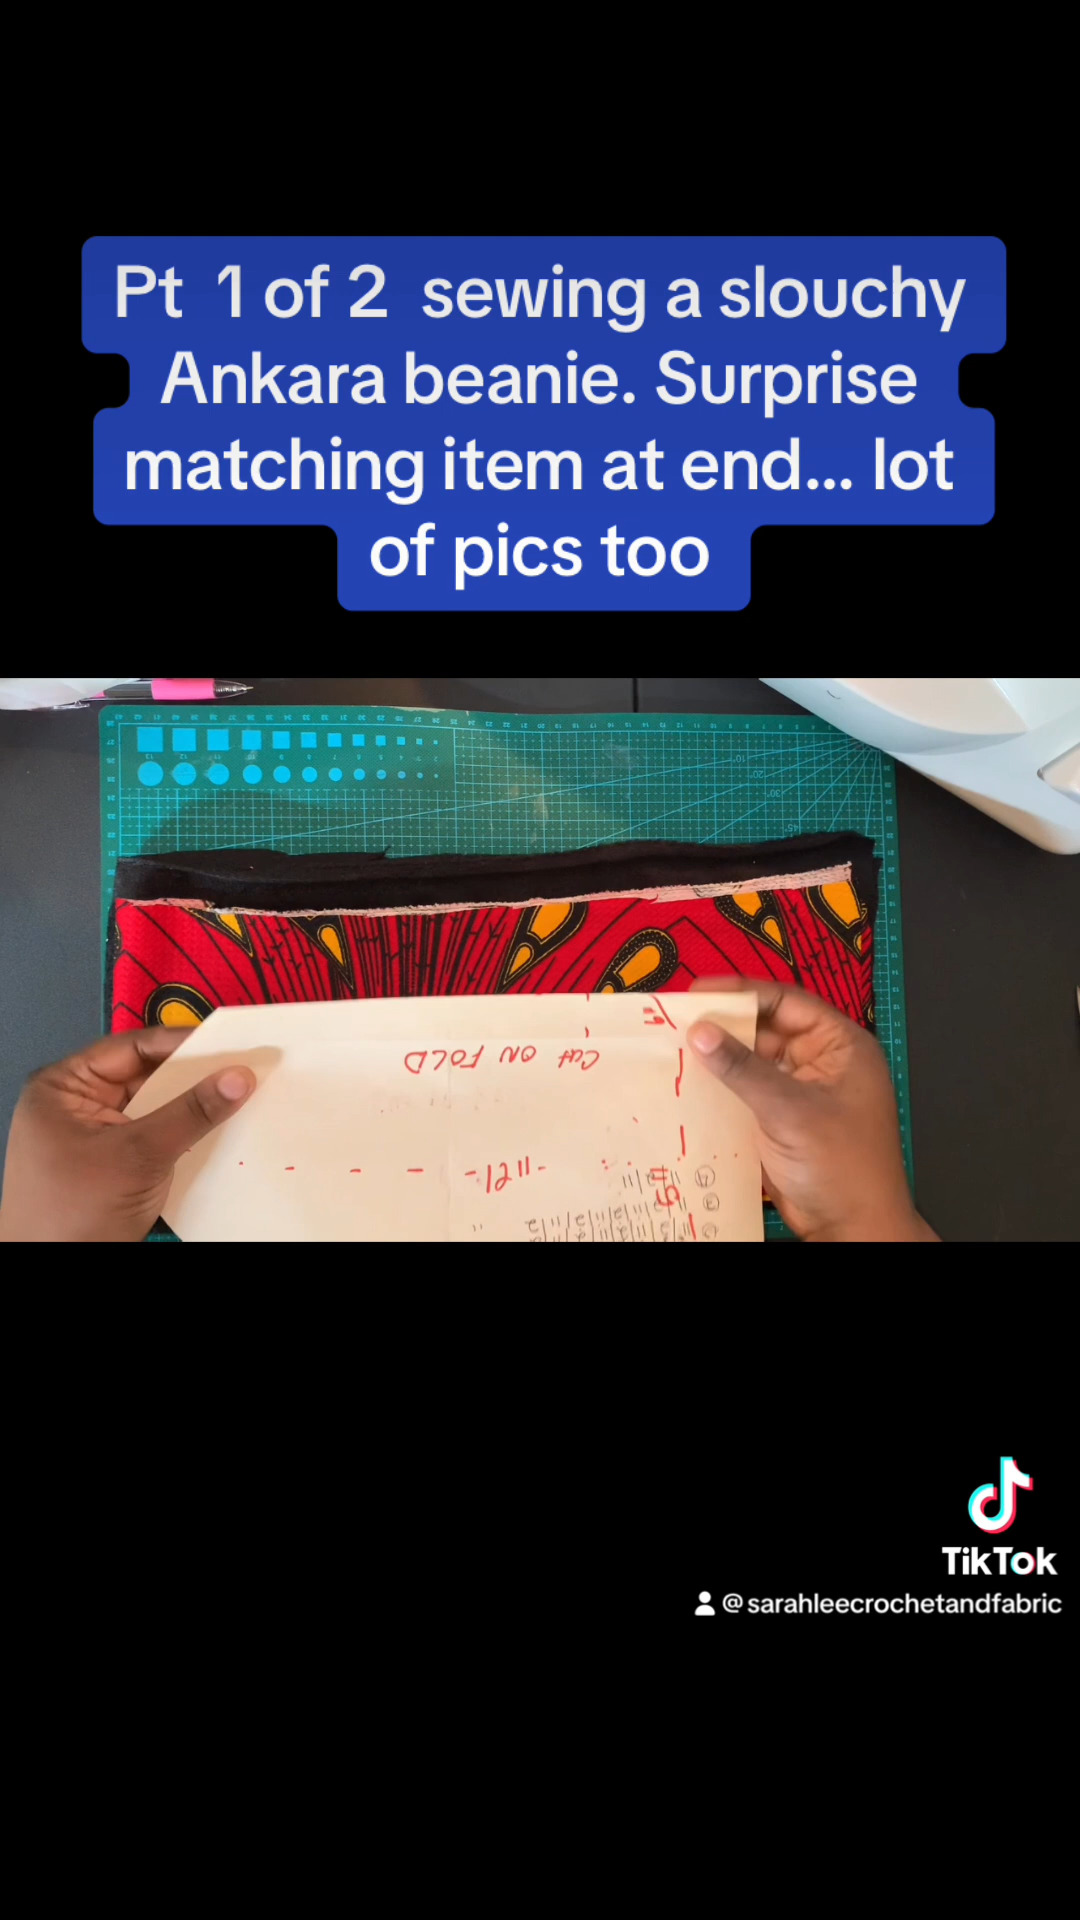 Pt 1 of 2 sewing a slouchy
Ankara beanie. Surprise
matching item at end... lot
of pics too
Cut ON FOLD
TikTok
@sarahleecrochetandfabric